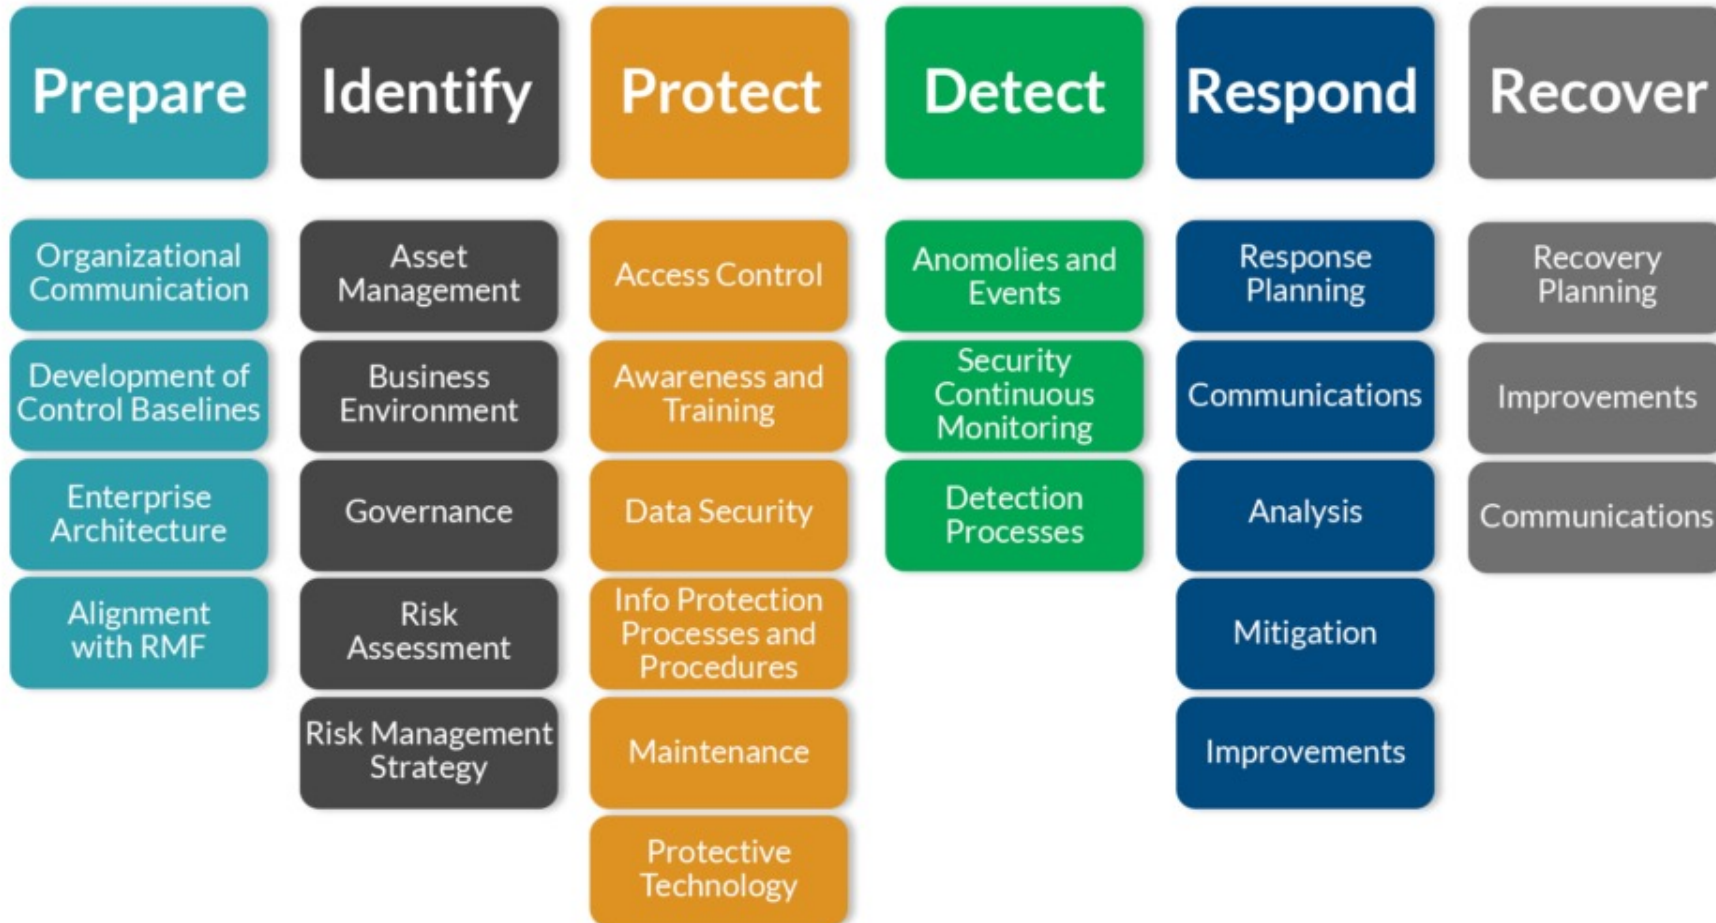 Prepare
Identify
Protect
Detect
Respond
Recover
Organizational
Communication
Development of
Control Baselines
Enterprise
Architecture
Alignment
with RMF
Asset
Management
Business
Environment
Governance
Risk
Assessment
Risk Management
Strategy
Access Control
Awareness and
Training
Data Security
Info Protection
Processes and
Procedures
Maintenance
Protective
Technology
Anomolies and
Events
Security
Continuous
Monitoring
Detection
Processes
Response
Planning
Communications
Analysis
Mitigation
Improvements
Recovery
Planning
Improvements
Communications